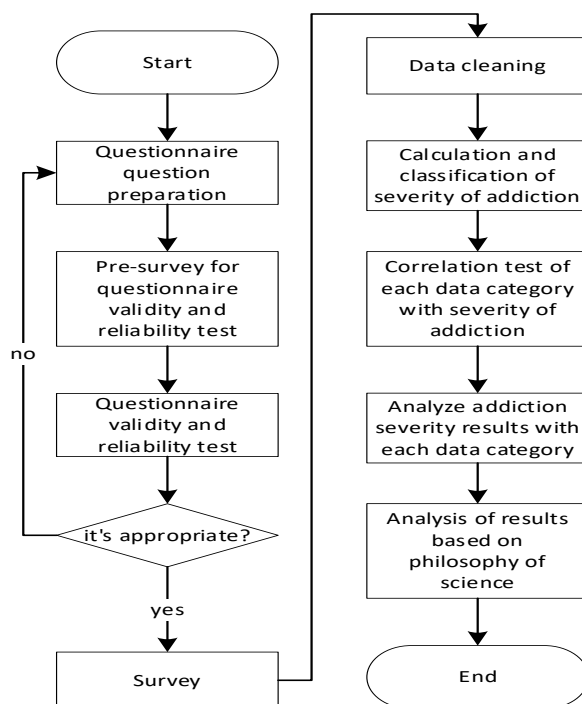 Start
Questionnaire
question
preparation
Pre-survey for
questionnaire
validity and
reliability test
no
Questionnaire
validity and
reliability test
it's appropriate?
yes
Survey
Data cleaning
Calculation and
classification of
severity of addiction
Correlation test of
each data category
with severity of
addiction
Analyze addiction
severity results with
each data category
Analysis of results
based on
philosophy of
science
End